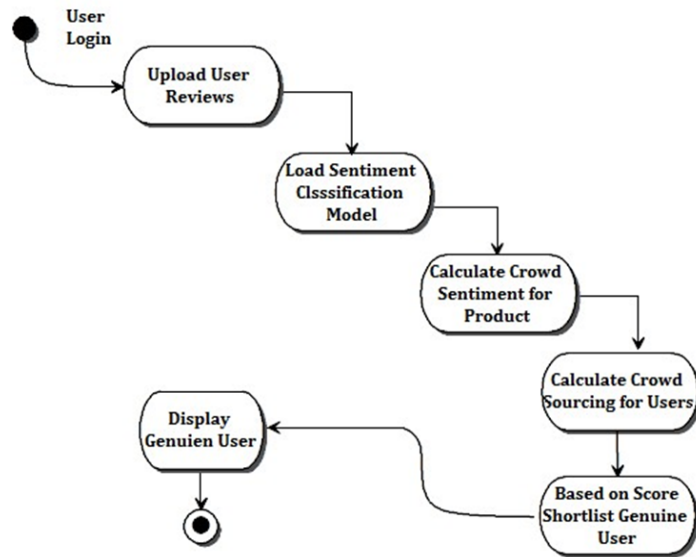 User
Login
Upload User
Reviews
Load Sentiment
Clsssification
Model
Calculate Crowd
Sentiment for
Product
Calculate Crowd
Sourcing for Users
Based on Score
Shortlist Genuine
User
Display
Genuien User